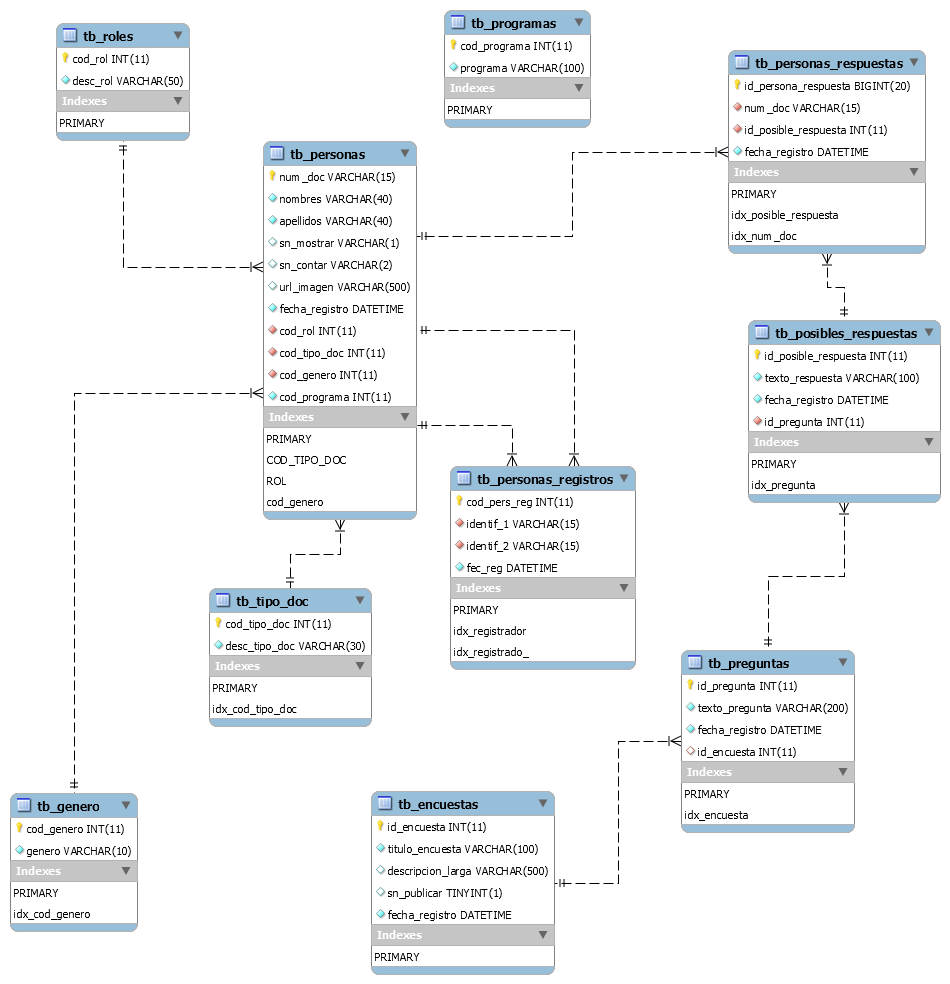 tb_roles
cod_rol INT(11)
desc_rol VARCHAR(50)
Indexes
PRIMARY
tb_programas
cod_programa INT(11)
programa VARCHAR(100)
Indexes
PRIMARY
tb_personas_respuestas
id_persona_respuesta BIGINT(20)
num_doc VARCHAR(15)
id_posible_respuesta INT(11)
fecha_registro DATETIME
Indexes
PRIMARY
idx_posible_respuesta
idx_num_doc
tb_personas
num_doc VARCHAR(15)
nombres VARCHAR(40)
apellidos VARCHAR(40)
sn_mostrar VARCHAR(1)
sn_contar VARCHAR(2)
url_imagen VARCHAR(500)
fecha_registro DATETIME
cod_rol INT(11)
cod_tipo_doc INT(11)
cod_genero INT(11)
cod_programa INT(11)
Indexes
PRIMARY
COD_TIPO_DOC
ROL
cod_genero
tb_posibles_respuestas
id_posible_respuesta INT(11)
texto_respuesta VARCHAR(100)
fecha_registro DATETIME
id_pregunta INT(11)
Indexes
PRIMARY
idx_pregunta
tb_personas_registros
cod_pers_reg INT(11)
identif_1 VARCHAR(15)
identif_2 VARCHAR(15)
fec_reg DATETIME
Indexes
PRIMARY
idx_registrador
idx_registrado_
tb_tipo_doc
cod_tipo_doc INT(11)
desc_tipo_doc VARCHAR(30)
Indexes
PRIMARY
idx_cod_tipo_doc
tb_preguntas
id_pregunta INT(11)
texto_pregunta VARCHAR(200)
fecha_registro DATETIME
id_encuesta INT(11)
Indexes
PRIMARY
idx_encuesta
tb_genero
cod_genero INT(11)
genero VARCHAR(10)
Indexes
PRIMARY
idx_cod_genero
tb_encuestas
id_encuesta INT(11)
titulo_encuesta VARCHAR(100)
descripcion_larga VARCHAR(500)
sn_publicar TINYINT(1)
fecha_registro DATETIME
Indexes
PRIMARY